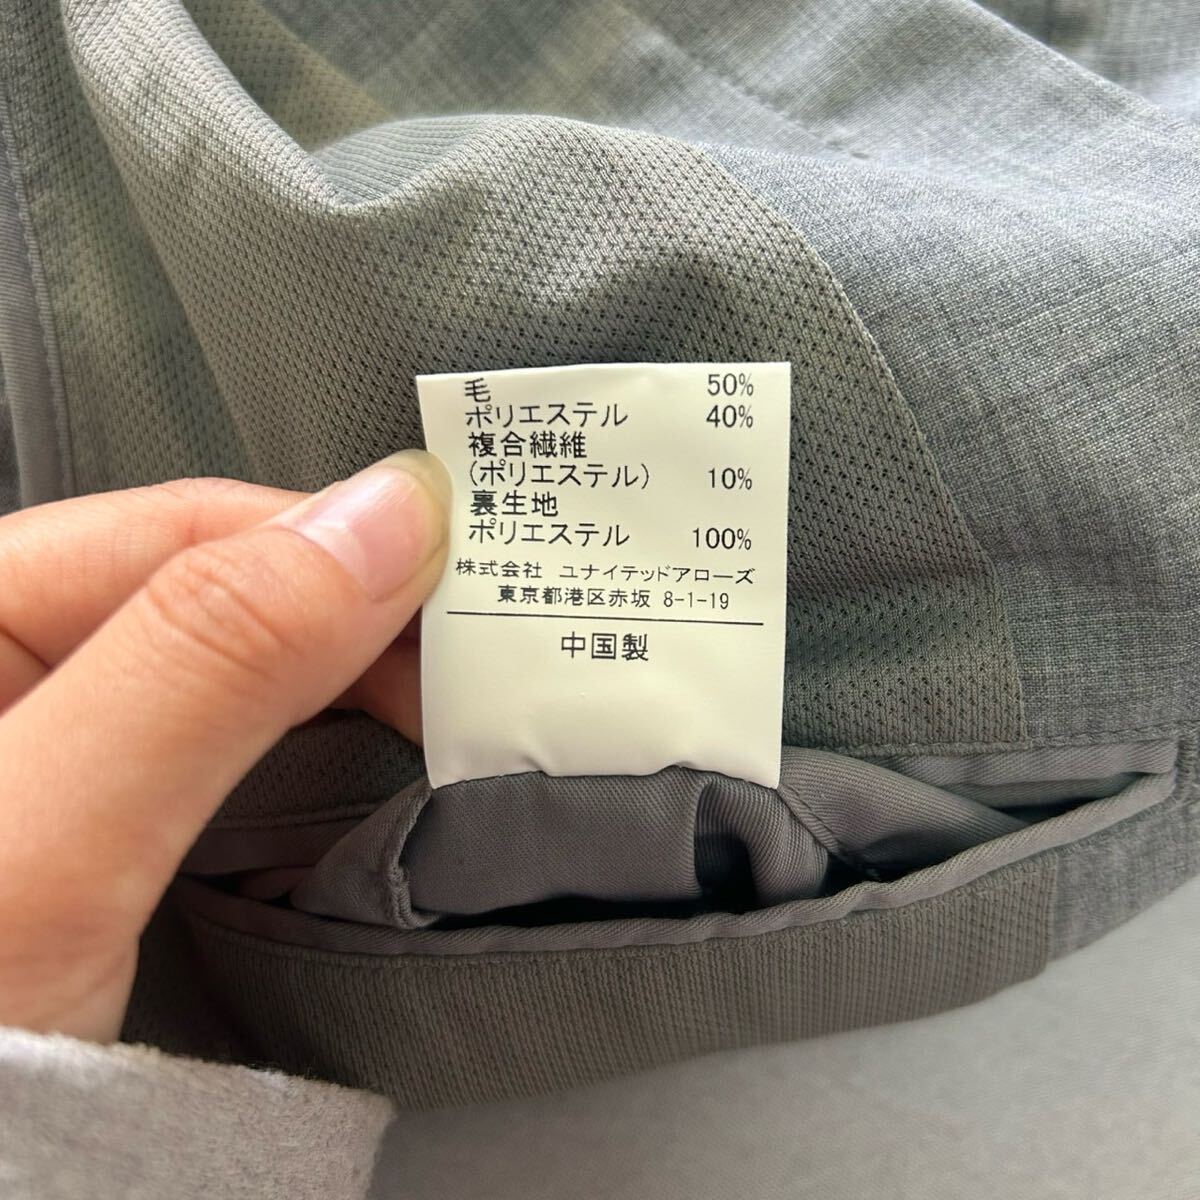 毛 50%
ポリエステル 40%
複合繊維
(ポリエステル) 10%
裏生地
ポリエステル 100%
株式会社 ユナイテッドアローズ
東京都港区赤坂 8-1-19
中国製